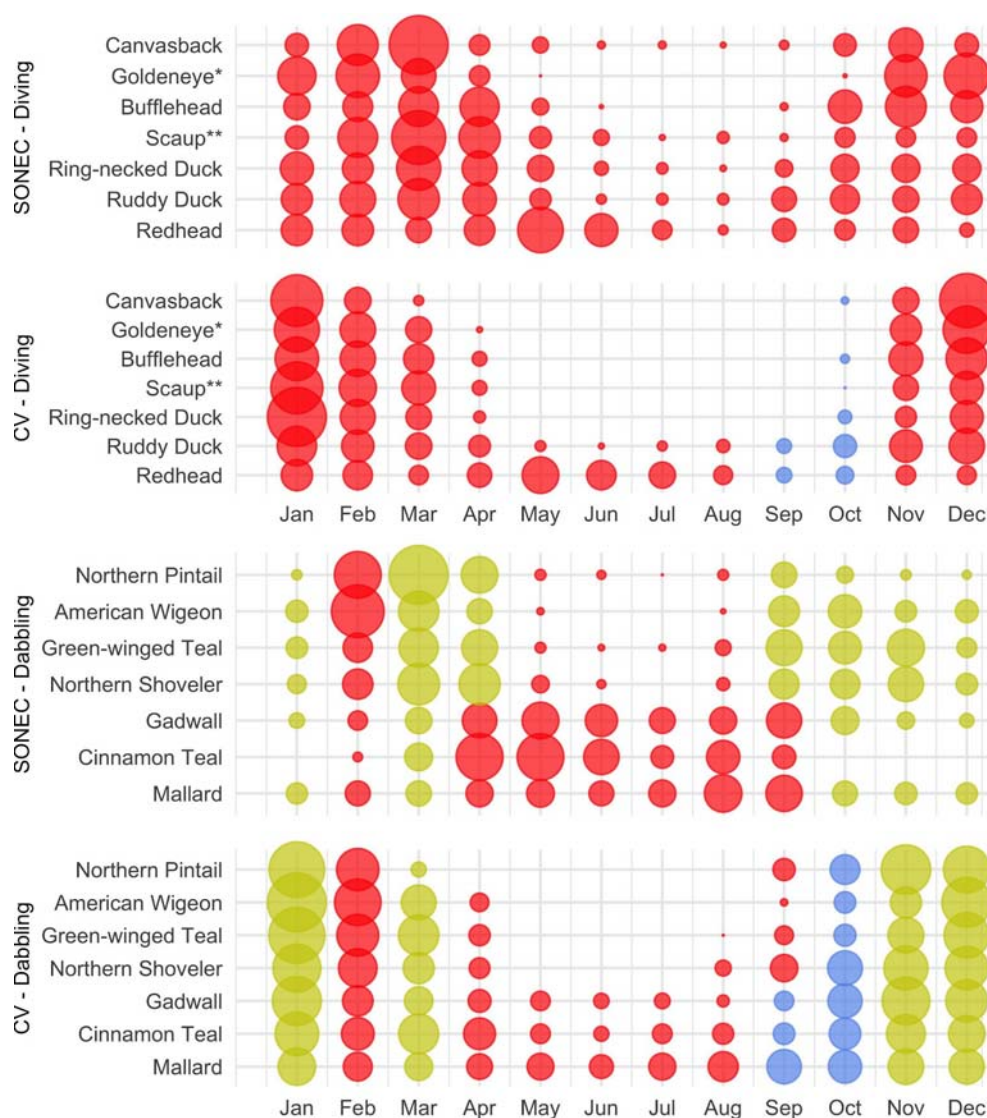 SONEC - Diving
Canvasback
Goldeneye*
Bufflehead
Scaup**
Ring-necked Duck
Ruddy Duck
Redhead
CV - Diving
Canvasback
Goldeneye*
Bufflehead
Scaup**
Ring-necked Duck
Ruddy Duck
Redhead
Jan Feb Mar Apr May Jun Jul Aug Sep Oct Nov Dec
SONEC - Dabbling
Northern Pintail
American Wigeon
Green-winged Teal
Northern Shoveler
Gadwall
Cinnamon Teal
Mallard
CV - Dabbling
Northern Pintail
American Wigeon
Green-winged Teal
Northern Shoveler
Gadwall
Cinnamon Teal
Mallard
Jan Feb Mar Apr May Jun Jul Aug Sep Oct Nov Dec